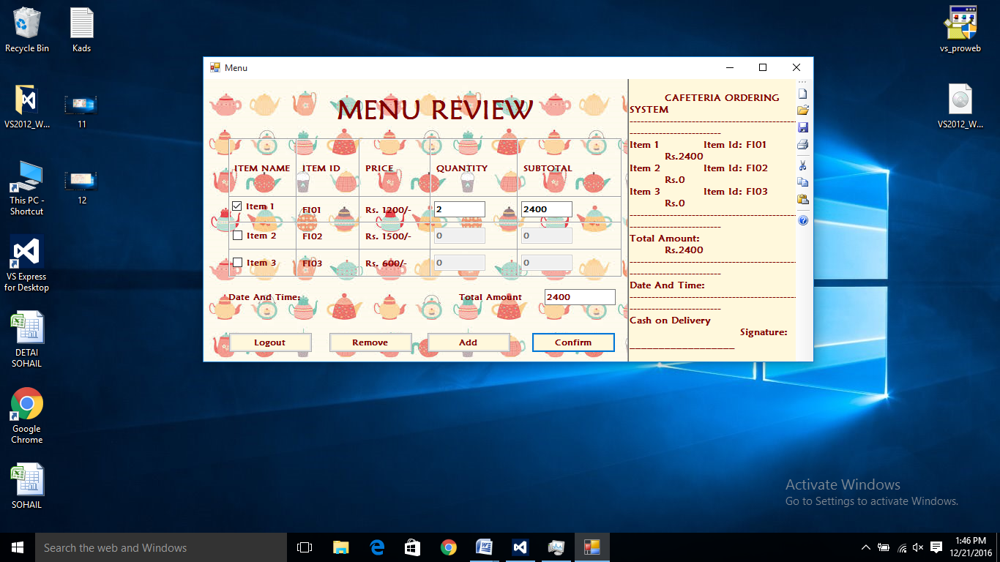 Recycle Bin
Kads
VS2012_W...
11
This PC -
Shortcut
12
VS Express
for Desktop
DETAI
SOHAIL
Google
Chrome
SOHAIL
vs_proweb
VS2012_W...
Menu
MENU REVIEW
ITEM NAME ITEM ID PRICE QUANTITY SUBTOTAL
Item 1 FI01 Rs. 1200/- 2 2400
Item 2 FI02 Rs. 1500/- 0 0
Item 3 FI03 Rs. 600/- 0 0
Date And Time: Total Amount 2400
Logout Remove Add Confirm
CAFETERIA ORDERING
SYSTEM
----------------------------------------
----------------------
Item 1 Item Id: FI01
Rs.2400
Item 2 Item Id: FI02
Rs.0
Item 3 Item Id: FI03
Rs.0
----------------------------------------
----------------------
Total Amount:
Rs.2400
----------------------------------------
----------------------
Date And Time:
----------------------------------------
----------------------
Cash on Delivery
Signature:
__________________
Activate Windows
Go to Settings to activate Windows.
Search the web and Windows
1:46 PM
12/21/2016